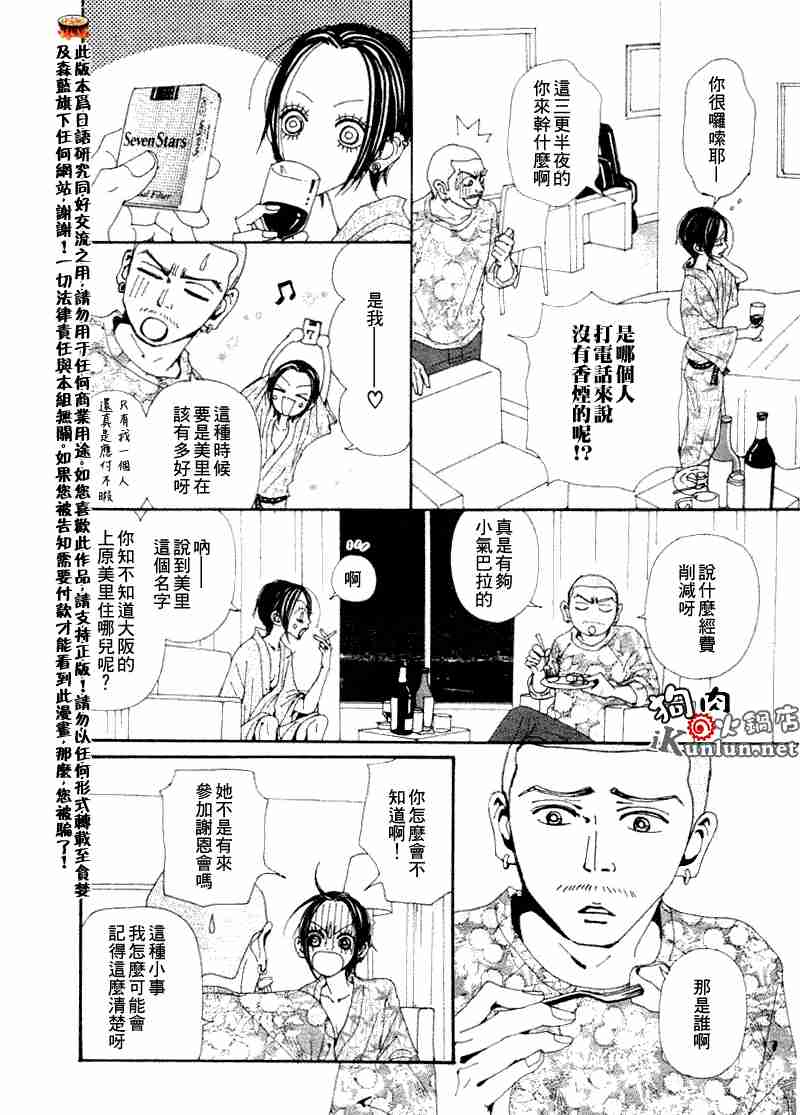 你很囉嗦耶—
這三更半夜的
你來幹什麼啊
是哪個人
打電話來說
沒有香煙的呢!?
SevenStars
是我—♡
7
這種時候
要是美里在
該有多好呀
只有我一個人
還真是應付不暇
說什麼經費
削減呀
真是有夠
小氣巴拉的
啊
吶—
說到美里
這個名字
你知不知道大阪的
上原美里住哪兒呢?
那是誰啊
你怎麼會不
知道啊!
她不是有來
參加謝恩會嗎
這種小事
我怎麼可能會
記得這麼清楚呀
狗肉火鍋店
iKunlun.net
此版本爲日語研究同好交流之用,請勿用于任何商業用途。如您喜歡此作品,請支持正版!請勿以任何形式轉載至貪婪
及森藍旗下任何網站,謝謝!一切法律責任與本組無關。如果您被告知需要付款才能看到此漫畫,那麼,您被騙了!